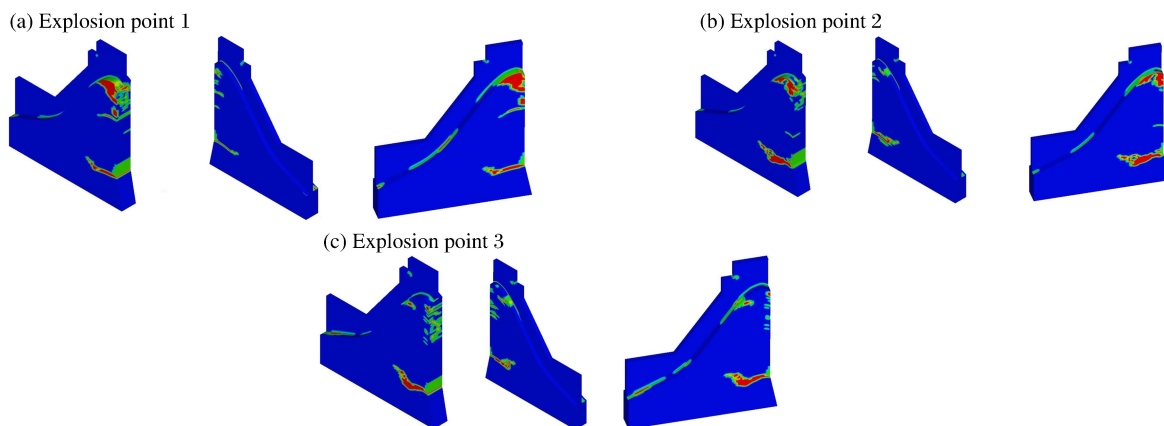 (a) Explosion point 1
(b) Explosion point 2
(c) Explosion point 3